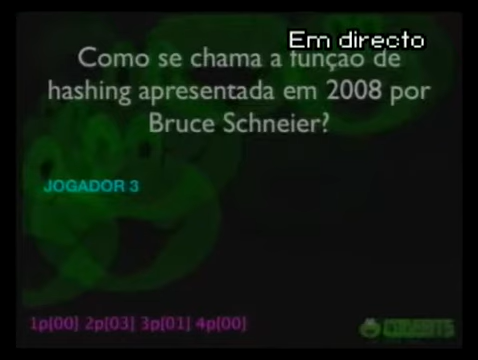 Em directo
Como se chama a função de
hashing apresentada em 2008 por
Bruce Schneier?
JOGADOR 3
1p[00] 2p[03] 3p[01] 4p[00]